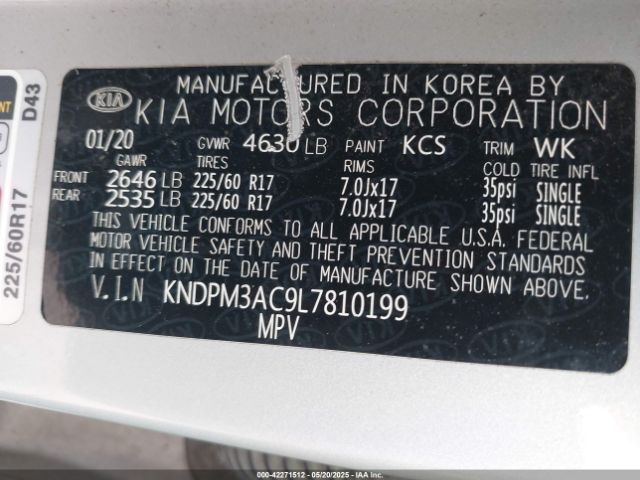 MANUFACTURED IN KOREA BY
KIA KIA MOTORS CORPORATION
01/20 GVWR 4630 LB PAINT KCS TRIM WK
GAWR TIRES RIMS COLD TIRE INFL
FRONT 2646 LB 225/60 R17 7.0Jx17 35psi SINGLE
REAR 2535 LB 225/60 R17 7.0Jx17 35psi SINGLE
THIS VEHICLE CONFORMS TO ALL APPLICABLE U.S.A. FEDERAL
MOTOR VEHICLE SAFETY AND THEFT PREVENTION STANDARDS
IN EFFECT ON THE DATE OF MANUFACTURE SHOWN ABOVE.
V.I.N KNDPM3AC9L7810199
MPV
D43
225/60R17
000-42271512 - 05/20/2025 - IMAGE PROPERTY OF IAA, LLC